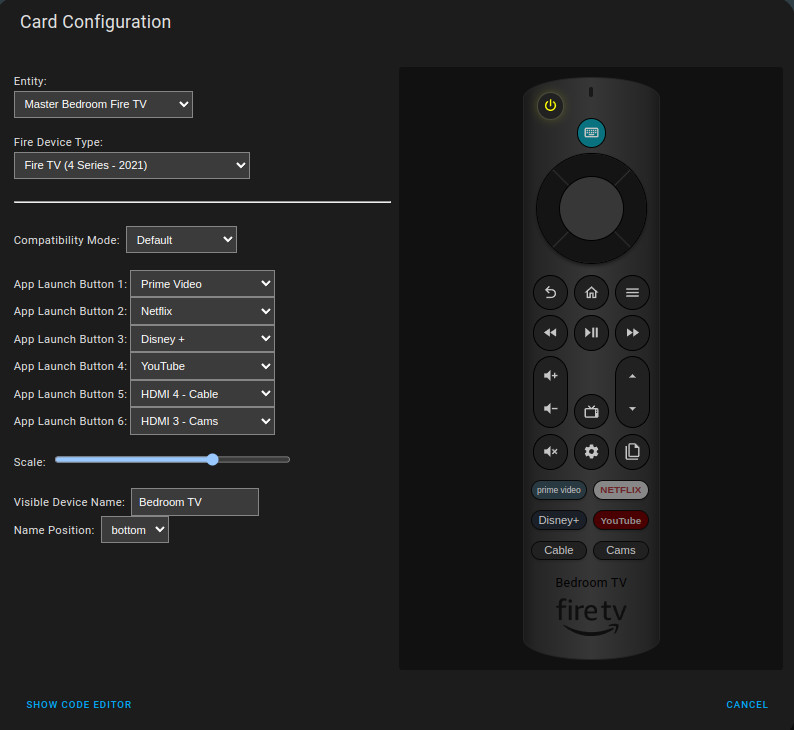 Card Configuration
Entity:
Master Bedroom Fire TV
Fire Device Type:
Fire TV (4 Series - 2021)
Compatibility Mode: Default
App Launch Button 1: Prime Video
App Launch Button 2: Netflix
App Launch Button 3: Disney +
App Launch Button 4: YouTube
App Launch Button 5: HDMI 4 - Cable
App Launch Button 6: HDMI 3 - Cams
Scale:
Visible Device Name: Bedroom TV
Name Position: bottom
prime video NETFLIX
Disney+ YouTube
Cable Cams
Bedroom TV
fire tv
SHOW CODE EDITOR CANCEL